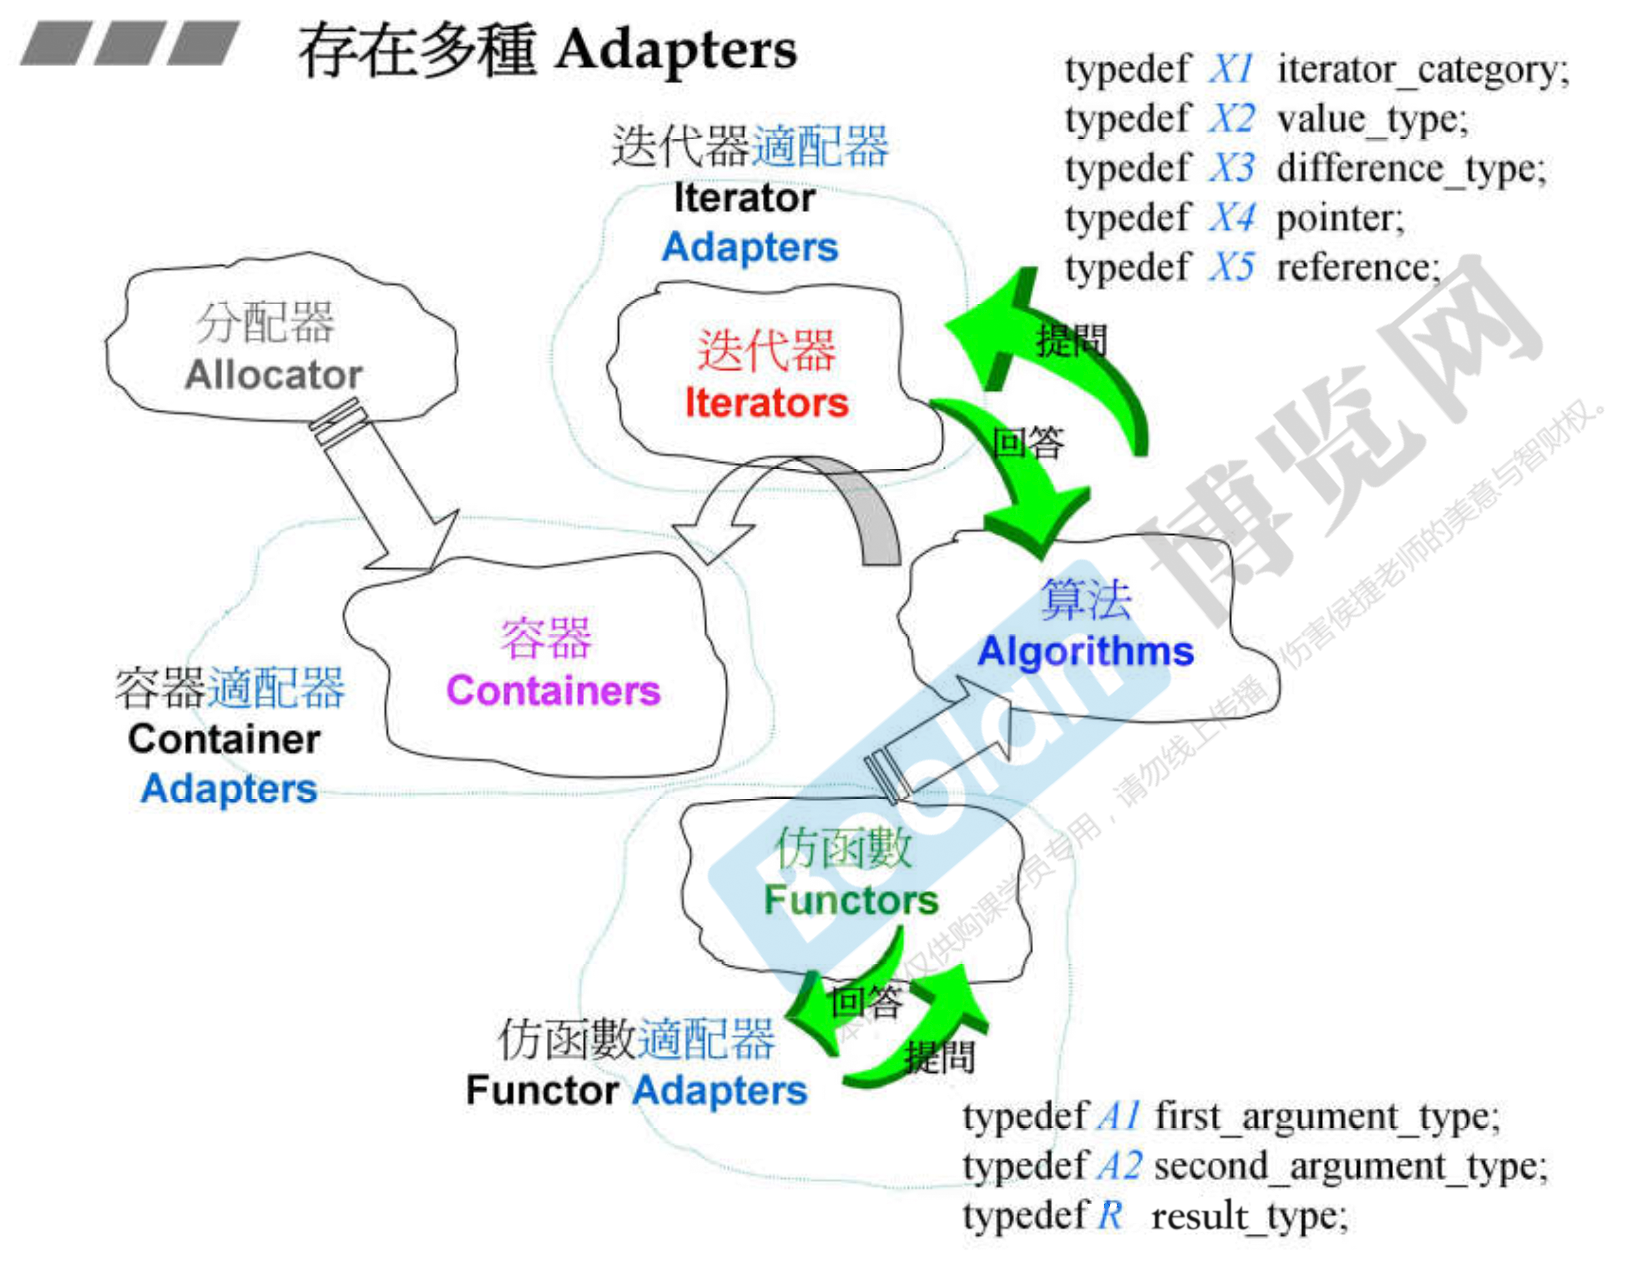 存在多種 Adapters
typedef X1 iterator_category;
typedef X2 value_type;
typedef X3 difference_type;
typedef X4 pointer;
typedef X5 reference;
迭代器適配器
Iterator
Adapters
分配器
Allocator
迭代器
Iterators
提問
回答
容器
Containers
算法
Algorithms
容器適配器
Container
Adapters
仿函數
Functors
回答
提問
仿函數適配器
Functor Adapters
typedef A1 first_argument_type;
typedef A2 second_argument_type;
typedef R result_type;
Boolan
博览网
仅供购课学员专用，请勿线上传播
伤害侯捷老师的美意与智财权。